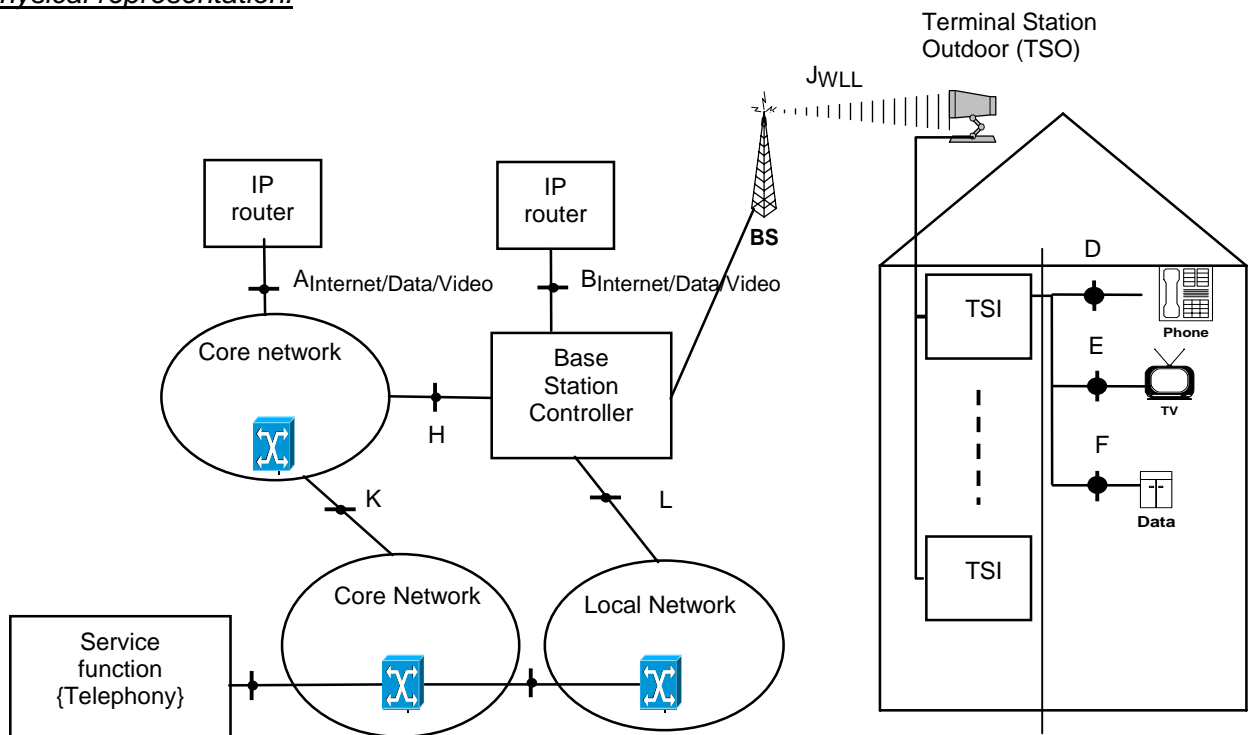 hysical representation:
Terminal Station
Outdoor (TSO)
JWLL
IP
router
IP
router
BS
AInternet/Data/Video
BInternet/Data/Video
D
TSI
Phone
Core network
Base
Station
Controller
E
TV
H
F
K
L
Data
TSI
Core Network
Local Network
Service
function
{Telephony}